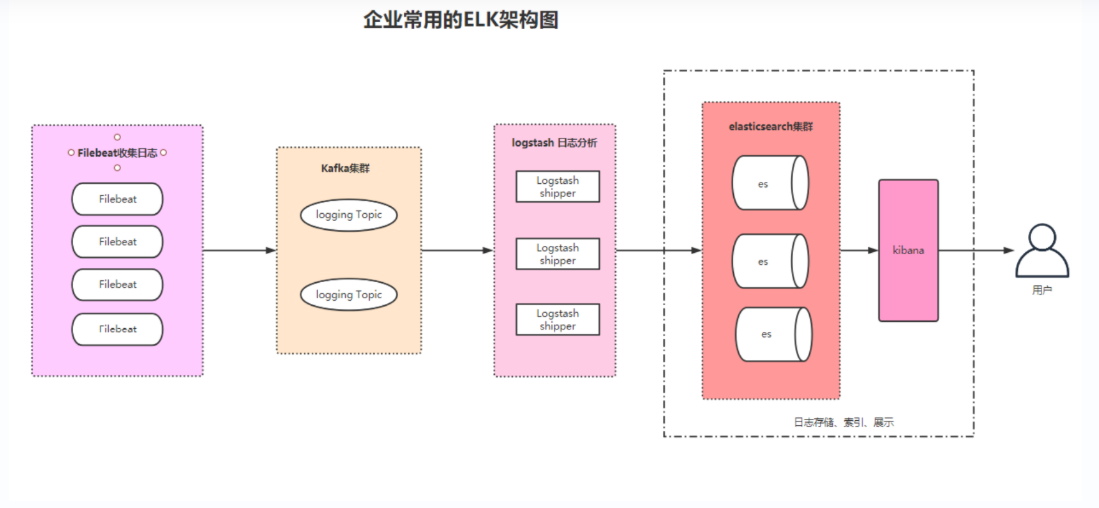 企业常用的ELK架构图
Filebeat收集日志
Filebeat
Filebeat
Filebeat
Filebeat
Kafka集群
logging Topic
logging Topic
logstash 日志分析
Logstash
shipper
Logstash
shipper
Logstash
shipper
elasticsearch集群
es
es
es
kibana
用户
日志存储、索引、展示